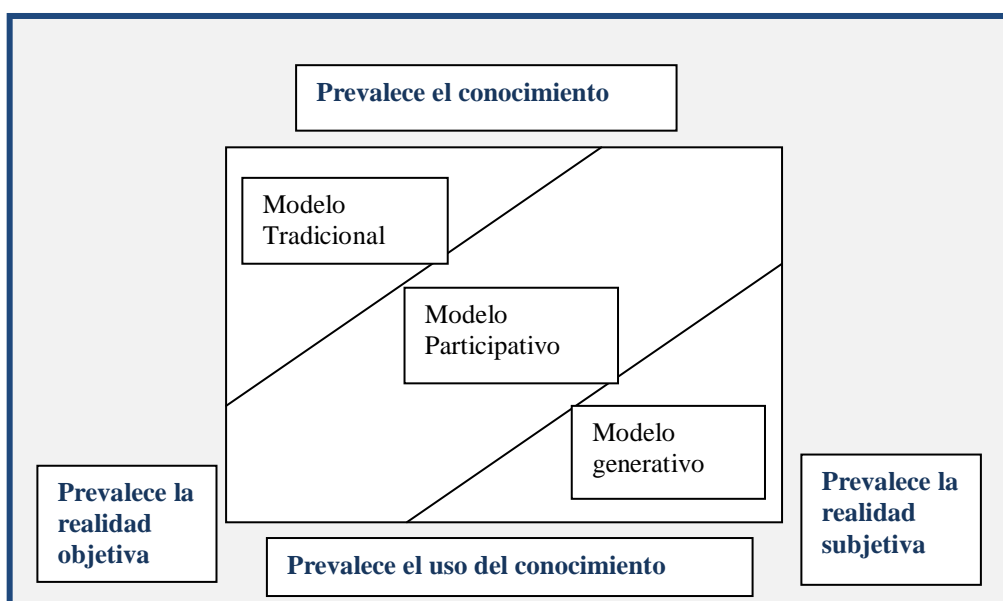 Prevalece el conocimiento
Modelo
Tradicional
Modelo
Participativo
Modelo
generativo
Prevalece la
realidad
objetiva
Prevalece la
realidad
subjetiva
Prevalece el uso del conocimiento